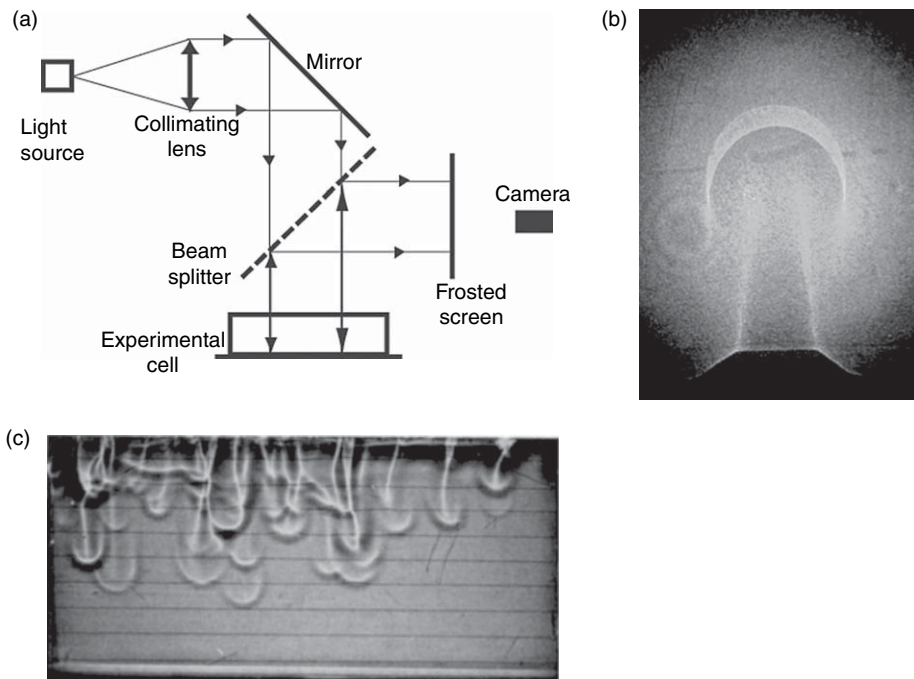 (a)
Mirror
Light
source
Collimating
lens
Camera
Beam
splitter
Frosted
screen
Experimental
cell
(b)
(c)